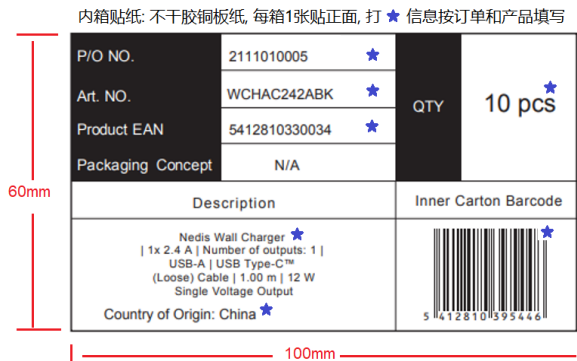 内箱贴纸: 不干胶铜板纸, 每箱1张贴正面, 打 ★ 信息按订单和产品填写
P/O NO. 2111010005 ★
Art. NO. WCHAC242ABK ★
Product EAN 5412810330034 ★
Packaging Concept N/A
QTY 10 pcs ★
60mm
Description Inner Carton Barcode
Nedis Wall Charger ★
| 1x 2.4 A | Number of outputs: 1 |
USB-A | USB Type-C™
(Loose) Cable | 1.00 m | 12 W
Single Voltage Output
Country of Origin: China ★
★
5 412810 395446
100mm